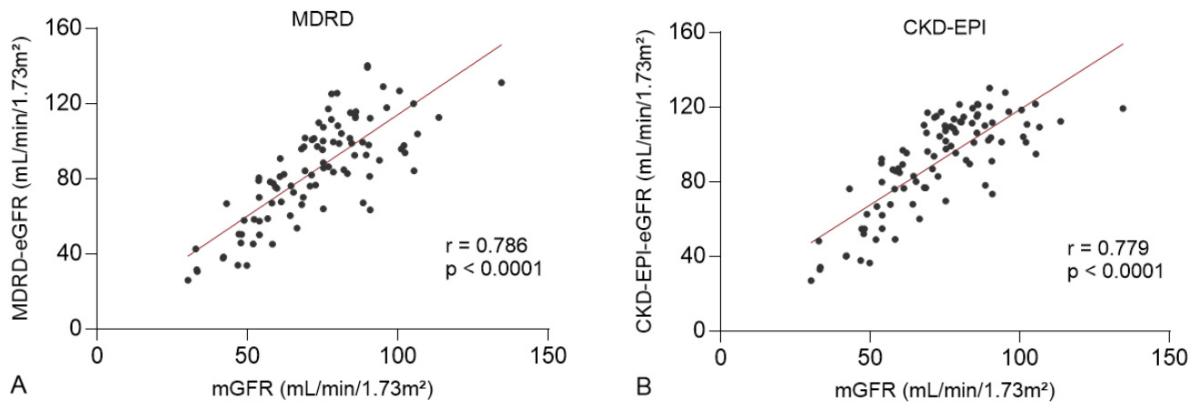 MDRD
160
120
80
40
0
MDRD-eGFR (mL/min/1.73m²)
r = 0.786
p < 0.0001
0 50 100 150
mGFR (mL/min/1.73m²)
A
CKD-EPI
160
120
80
40
0
CKD-EPI-eGFR (mL/min/1.73m²)
r = 0.779
p < 0.0001
0 50 100 150
mGFR (mL/min/1.73m²)
B